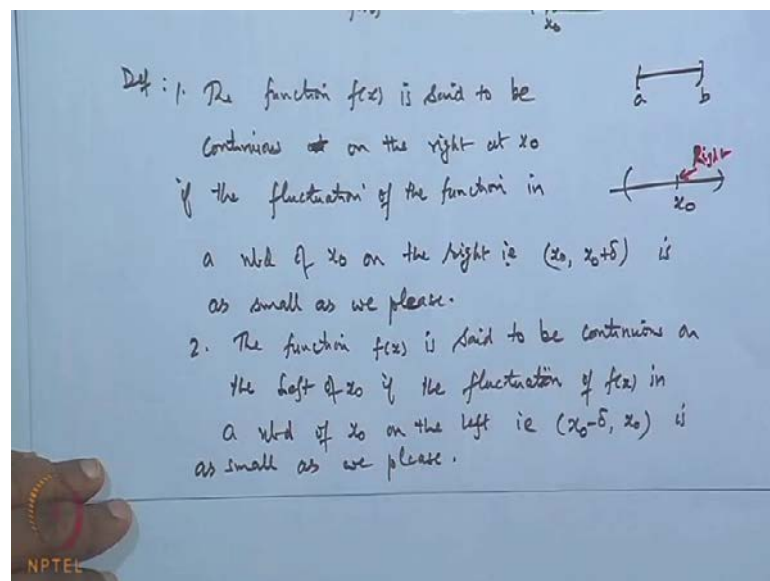 x₀
Def : 1. The function f(x) is said to be
a b
continuous on the right at x₀
Right
if the fluctuation of the function in
x₀
a nbd of x₀ on the right ie (x₀, x₀+δ) is
as small as we please.
2. The function f(x) is said to be continuous on
the left of x₀ if the fluctuation of f(x) in
a nbd of x₀ on the left ie (x₀-δ, x₀) is
as small as we please.
NPTEL